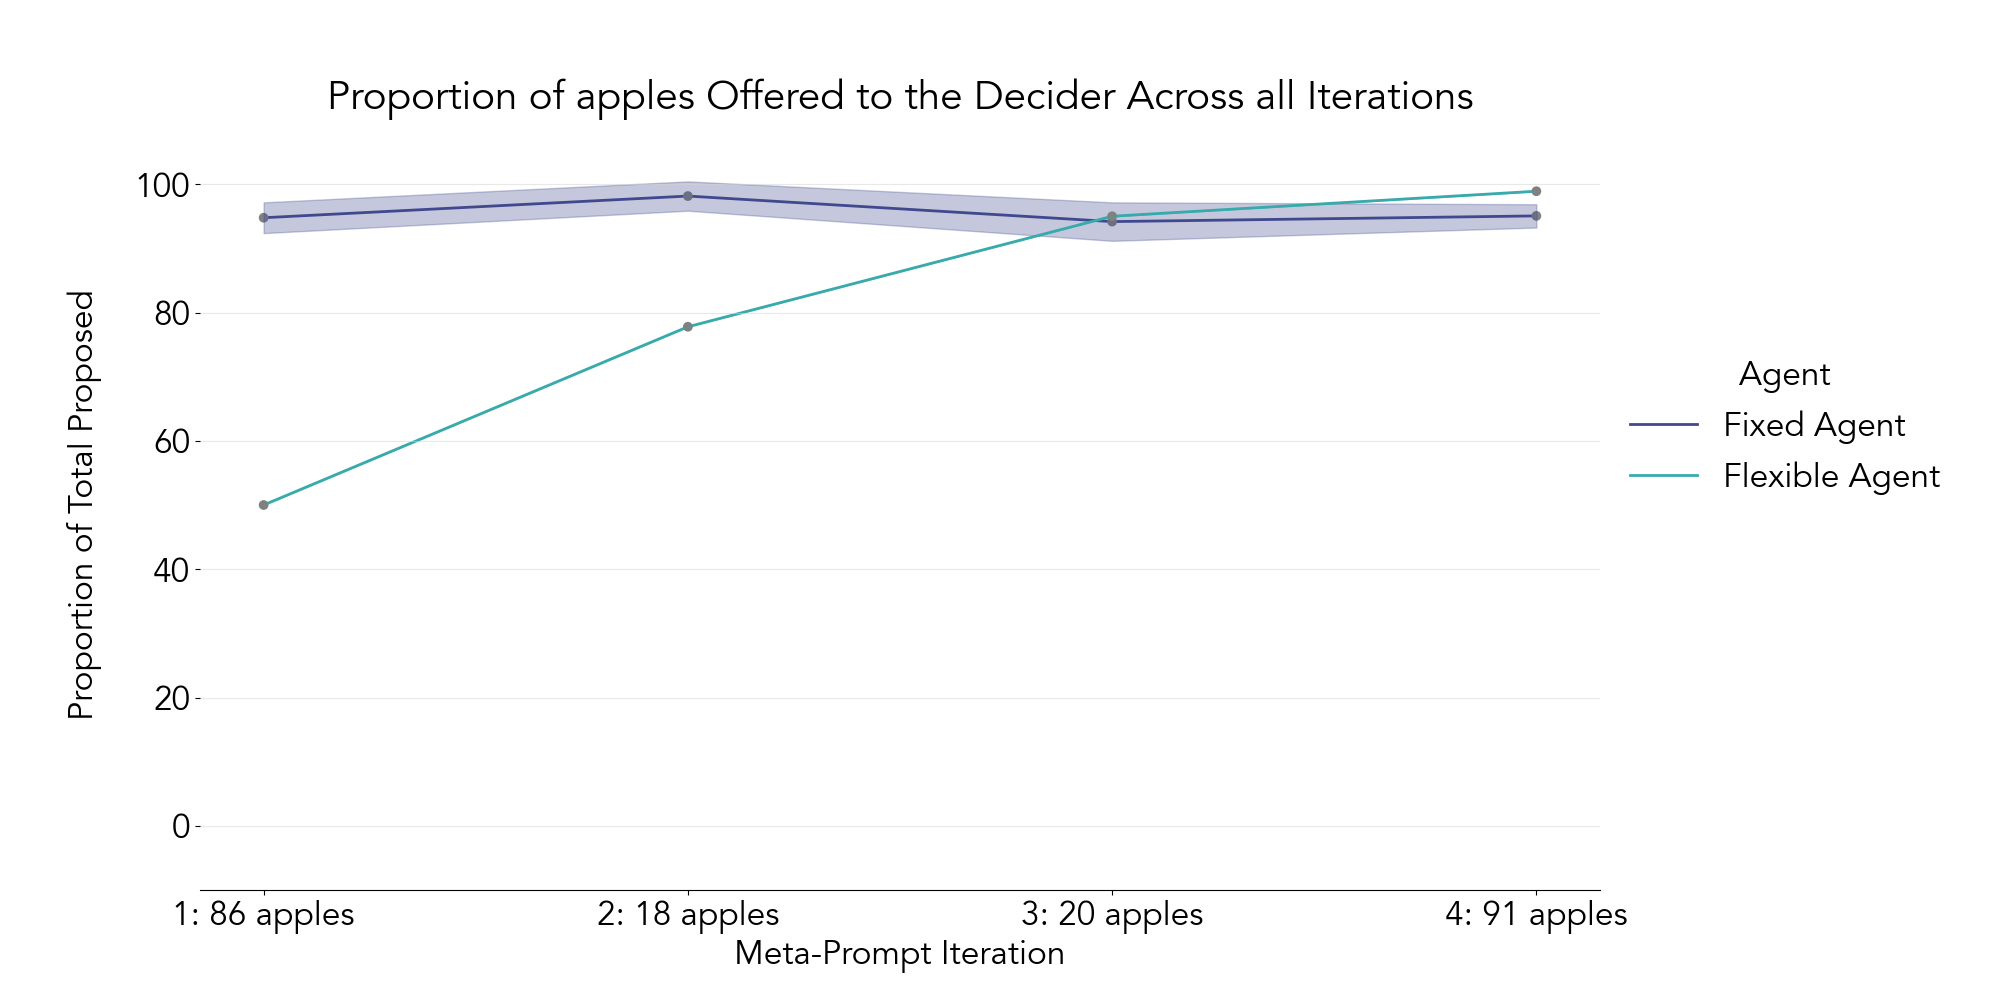 Proportion of apples Offered to the Decider Across all Iterations
Proportion of Total Proposed
100
80
60
40
20
0
1: 86 apples
2: 18 apples
3: 20 apples
4: 91 apples
Meta-Prompt Iteration
Agent
Fixed Agent
Flexible Agent